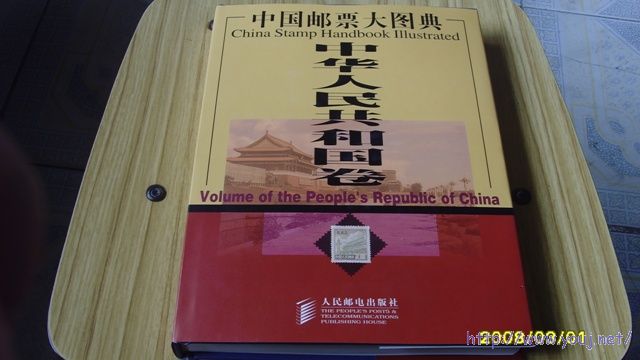 中国邮票大图典
China Stamp Handbook Illustrated
中华人民共和国卷
Volume of the People's Republic of China
人民邮电出版社
THE PEOPLE'S POSTS &
TELECOMMUNICATIONS
PUBLISHING HOUSE
2008/03/01